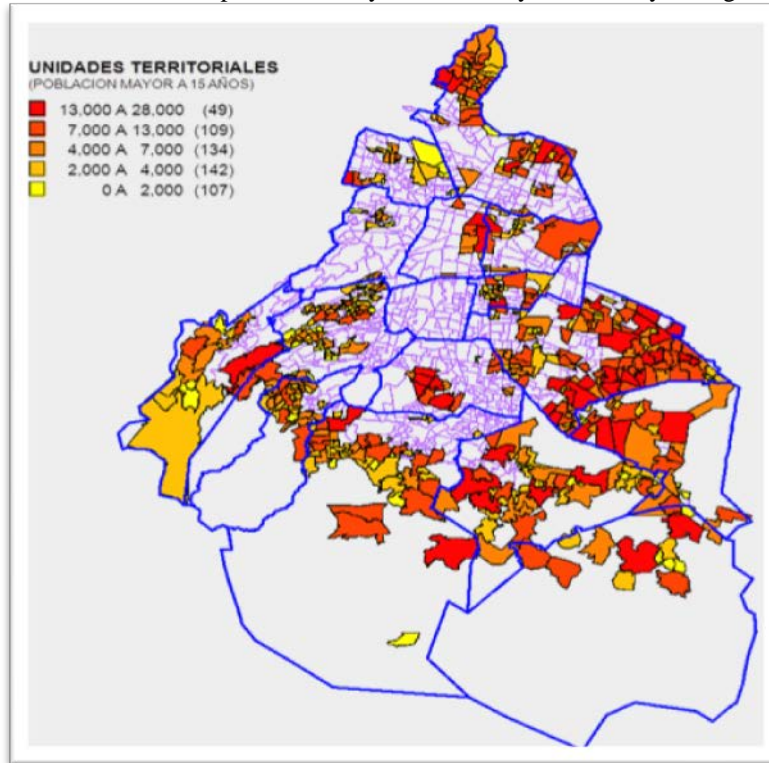 UNIDADES TERRITORIALES
(POBLACION MAYOR A 15 AÑOS)
13,000 A 28,000 (49)
7,000 A 13,000 (109)
4,000 A 7,000 (134)
2,000 A 4,000 (142)
0 A 2,000 (107)